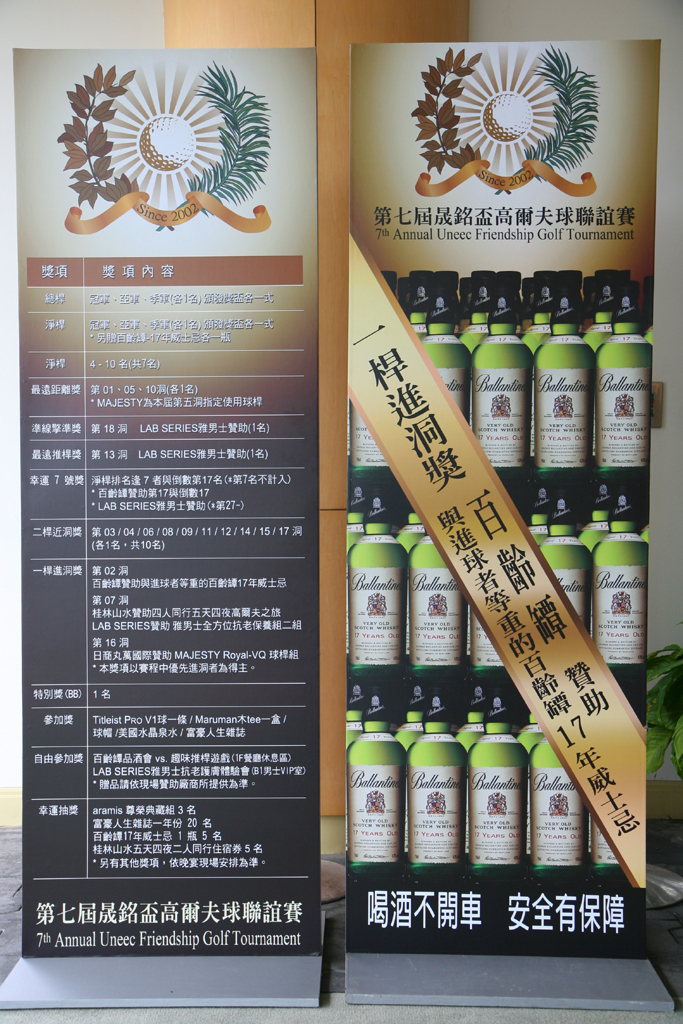 Since 2002
獎項 獎項內容
總桿 冠軍、亞軍、季軍(各1名) 頒發獎盃各一式
淨桿 冠軍、亞軍、季軍(各1名) 頒發獎盃各一式
* 另贈百齡罈-17年威士忌各一瓶
淨桿 4 - 10 名(共7名)
最遠距離獎 第 01、05、10洞(各1名)
* MAJESTY為本屆第五洞指定使用球桿
準線擊準獎 第 18 洞 LAB SERIES雅男士贊助(1名)
最遠推桿獎 第 13 洞 LAB SERIES雅男士贊助(1名)
幸運 7 號獎 淨桿排名逢 7 者與倒數第17名(*第7名不計入)
* 百齡罈贊助第17與倒數17
* LAB SERIES雅男士贊助(*第27~)
二桿近洞獎 第 03 / 04 / 06 / 08 / 09 / 11 / 12 / 14 / 15 / 17 洞
(各1名,共10名)
一桿進洞獎 第 02 洞
百齡罈贊助與進球者等重的百齡罈17年威士忌
第 07 洞
桂林山水贊助四人同行五天四夜高爾夫之旅
LAB SERIES贊助 雅男士全方位抗老保養組二組
第 16 洞
日商丸萬國際贊助 MAJESTY Royal-VQ 球桿組
* 本獎項以賽程中優先進洞者為得主。
特別獎(BB) 1 名
參加獎 Titleist Pro V1球一條 / Maruman木tee一盒 /
球帽 / 美國水晶泉水 / 富豪人生雜誌
自由參加獎 百齡罈品酒會 vs. 趣味推桿遊戲 (1F餐廳休息區)
LAB SERIES雅男士抗老護膚體驗會 (B1男士VIP室)
* 贈品請依現場贊助廠商所提供為準。
幸運抽獎 aramis 尊榮典藏組 3 名
富豪人生雜誌一年份 20 名
百齡罈17年威士忌 1 瓶 5 名
桂林山水五天四夜二人同行住宿券 5 名
* 另有其他獎項,依晚宴現場安排為準。
第七屆晟銘盃高爾夫球聯誼賽
7th Annual Uneec Friendship Golf Tournament
Since 2002
第七屆晟銘盃高爾夫球聯誼賽
7th Annual Uneec Friendship Golf Tournament
一桿進洞獎 百齡罈 贊助
與進球者等重的百齡罈17年威士忌
Ballantine's
VERY OLD
SCOTCH WHISKY
17 YEARS OLD
喝酒不開車 安全有保障